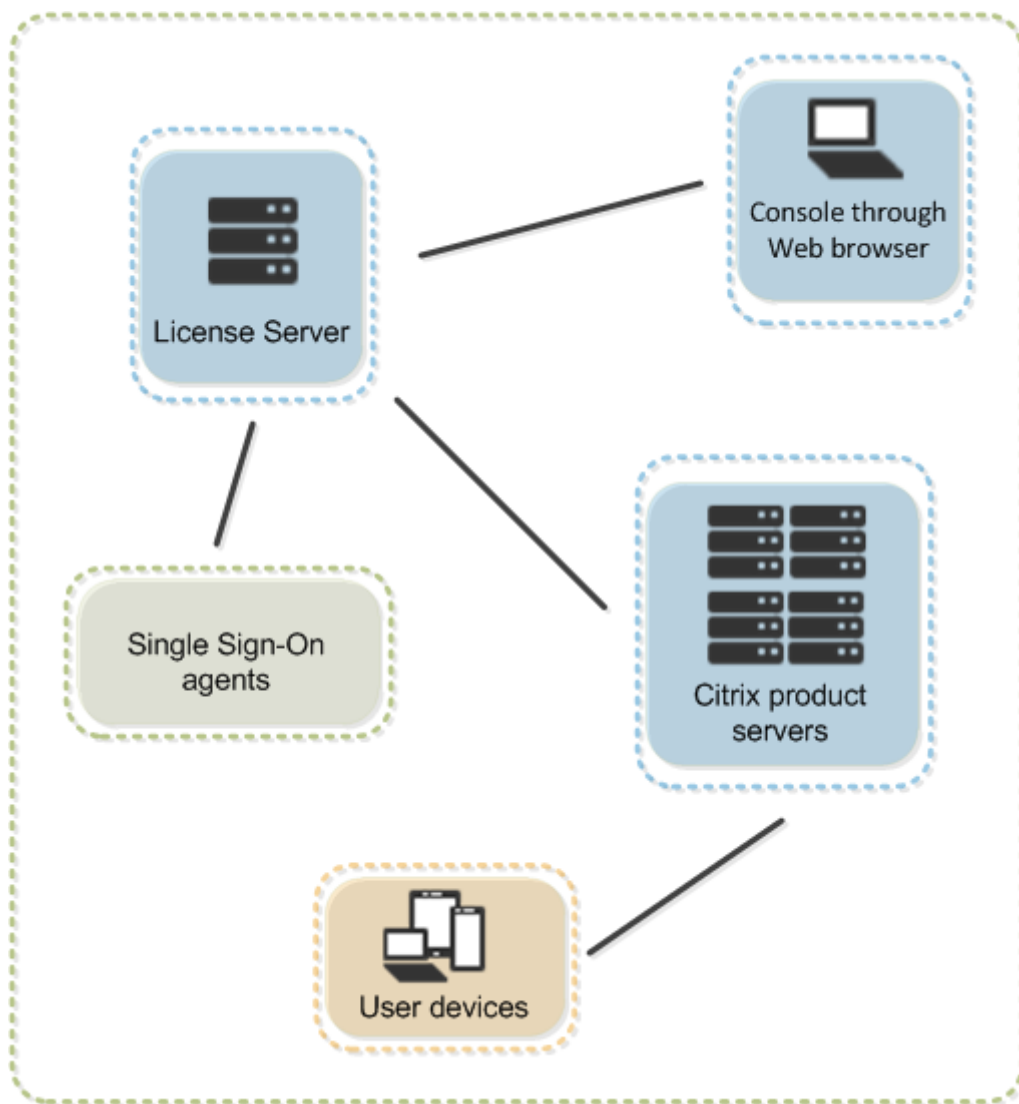 Console through
Web browser
License Server
Single Sign-On
agents
Citrix product
servers
User devices